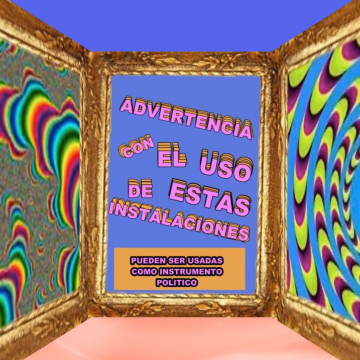 ADVERTENCIA
CON EL USO
DE ESTAS
INSTALACIONES
PUEDEN SER USADAS
COMO INSTRUMENTO
POLITICO